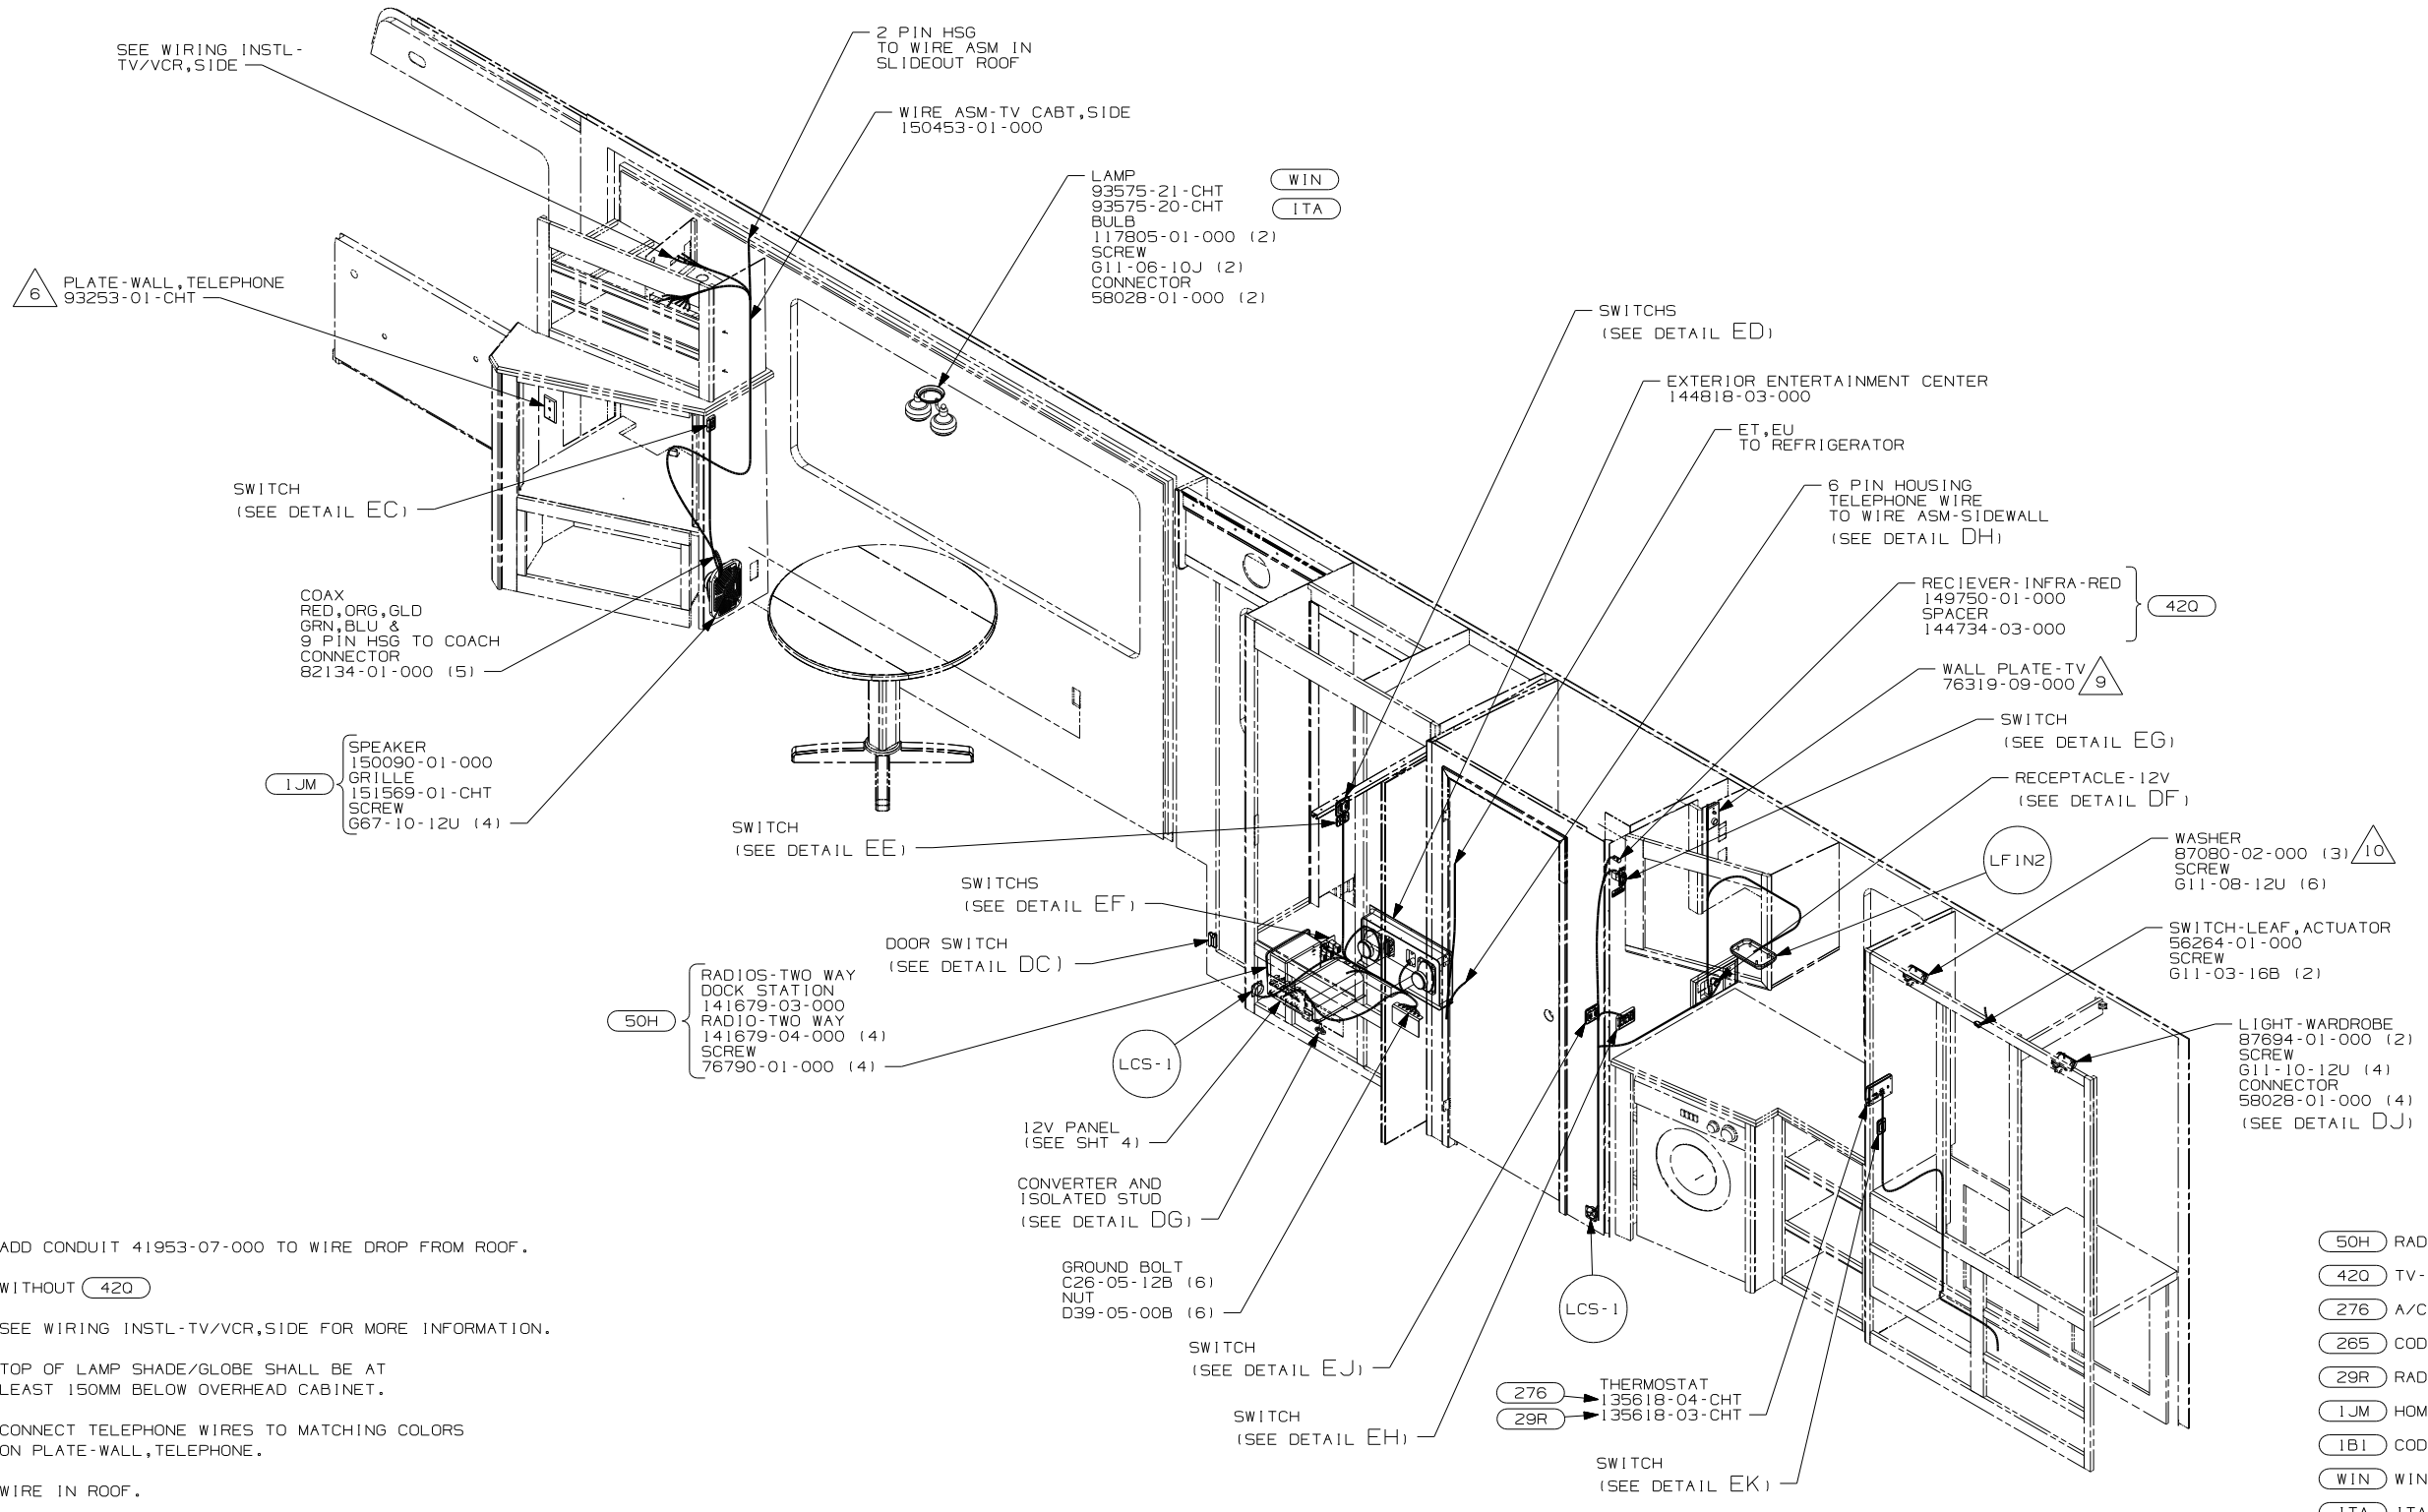 SEE WIRING INSTL-
TV/VCR,SIDE
2 PIN HSG
TO WIRE ASM IN
SLIDEOUT ROOF
WIRE ASM-TV CABT,SIDE
150453-01-000
LAMP
93575-21-CHT WIN
93575-20-CHT ITA
BULB
117805-01-000 (2)
SCREW
G11-06-10J (2)
CONNECTOR
58028-01-000 (2)
6
PLATE-WALL,TELEPHONE
93253-01-CHT
SWITCHS
(SEE DETAIL ED)
EXTERIOR ENTERTAINMENT CENTER
144818-03-000
ET,EU
TO REFRIGERATOR
6 PIN HOUSING
TELEPHONE WIRE
TO WIRE ASM-SIDEWALL
(SEE DETAIL DH)
SWITCH
(SEE DETAIL EC)
RECIEVER-INFRA-RED
149750-01-000
SPACER
144734-03-000
42Q
COAX
RED,ORG,GLD
GRN,BLU &
9 PIN HSG TO COACH
CONNECTOR
82134-01-000 (5)
WALL PLATE-TV
76319-09-000 9
SWITCH
(SEE DETAIL EG)
1JM
SPEAKER
150090-01-000
GRILLE
151569-01-CHT
SCREW
G67-10-12U (4)
RECEPTACLE-12V
(SEE DETAIL DF)
SWITCH
(SEE DETAIL EE)
LF1N2
WASHER
87080-02-000 (3) 10
SCREW
G11-08-12U (6)
SWITCHS
(SEE DETAIL EF)
DOOR SWITCH
(SEE DETAIL DC)
SWITCH-LEAF,ACTUATOR
56264-01-000
SCREW
G11-03-16B (2)
50H
RADIOS-TWO WAY
DOCK STATION
141679-03-000
RADIO-TWO WAY
141679-04-000 (4)
SCREW
76790-01-000 (4)
LCS-1
LIGHT-WARDROBE
87694-01-000 (2)
SCREW
G11-10-12U (4)
CONNECTOR
58028-01-000 (4)
(SEE DETAIL DJ)
12V PANEL
(SEE SHT 4)
CONVERTER AND
ISOLATED STUD
(SEE DETAIL DG)
GROUND BOLT
C26-05-12B (6)
NUT
D39-05-00B (6)
LCS-1
SWITCH
(SEE DETAIL EJ)
276
29R
THERMOSTAT
135618-04-CHT
135618-03-CHT
SWITCH
(SEE DETAIL EH)
SWITCH
(SEE DETAIL EK)
ADD CONDUIT 41953-07-000 TO WIRE DROP FROM ROOF.
WITHOUT 42Q
SEE WIRING INSTL-TV/VCR,SIDE FOR MORE INFORMATION.
TOP OF LAMP SHADE/GLOBE SHALL BE AT
LEAST 150MM BELOW OVERHEAD CABINET.
CONNECT TELEPHONE WIRES TO MATCHING COLORS
ON PLATE-WALL,TELEPHONE.
WIRE IN ROOF.
50H RAD
42Q TV-
276 A/C
265 COD
29R RAD
1JM HOM
1B1 COD
WIN WIN
ITA ITA